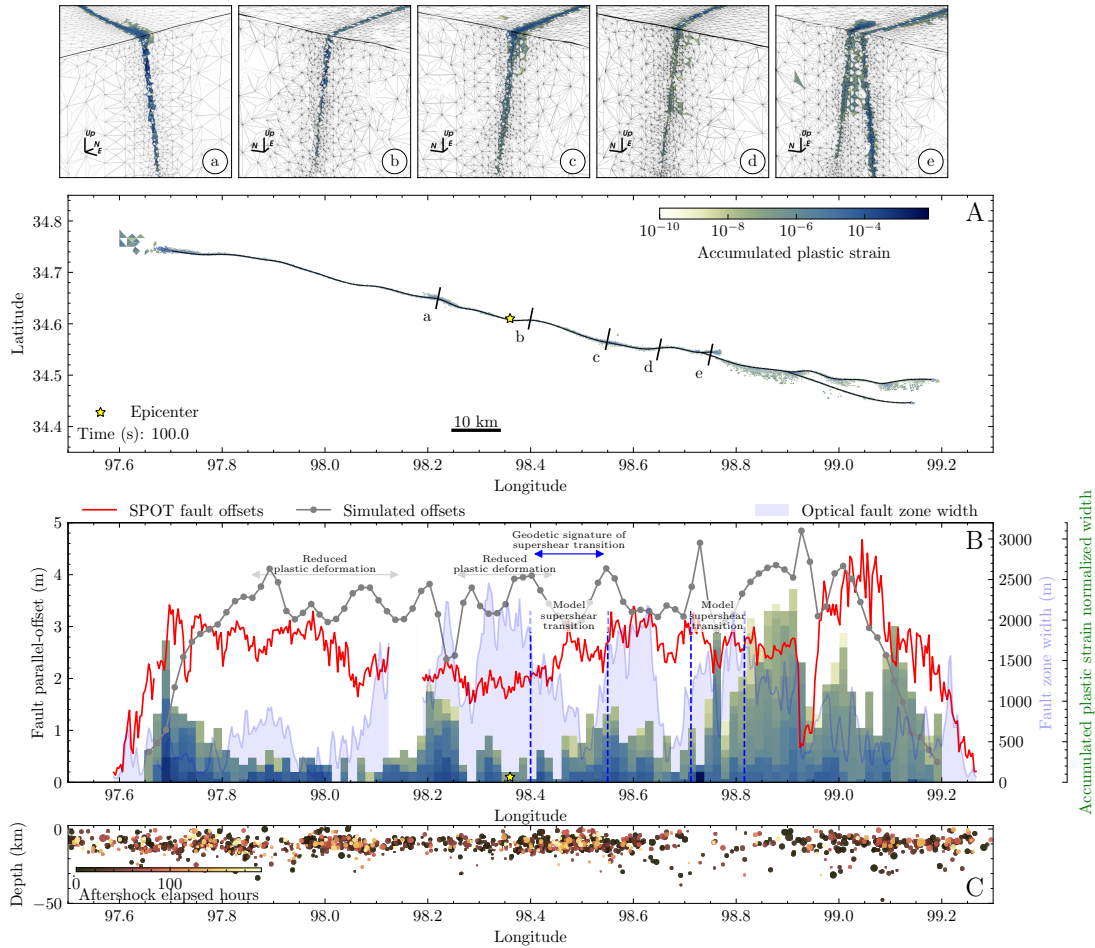 Up
N
E
a
Up
N
E
b
Up
N
E
c
Up
N
E
d
Up
N
E
e
A
34.8
34.7
34.6
34.5
34.4
Latitude
10−10
10−8
10−6
10−4
Accumulated plastic strain
a
b
c
d
e
Epicenter
Time (s): 100.0
10 km
97.6
97.8
98.0
98.2
98.4
98.6
98.8
99.0
99.2
Longitude
SPOT fault offsets
Simulated offsets
Optical fault zone width
B
Geodetic signature of
supershear transition
Reduced
plastic deformation
Reduced
plastic deformation
Model
supershear
transition
Model
supershear
transition
5
4
3
2
1
0
Fault parallel-offset (m)
3000
2500
2000
1500
1000
500
0
Fault zone width (m)
Accumulated plastic strain normalized width
97.6
97.8
98.0
98.2
98.4
98.6
98.8
99.0
99.2
Longitude
0
−50
Depth (km)
0
100
Aftershock elapsed hours
C
97.6
97.8
98.0
98.2
98.4
98.6
98.8
99.0
99.2
Longitude